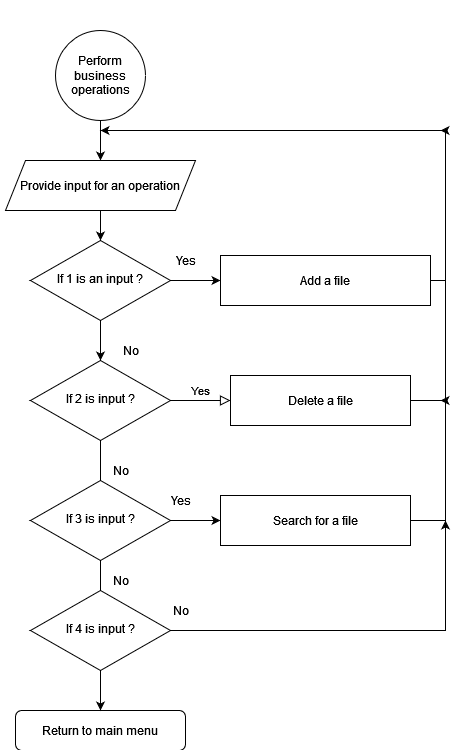 Perform
business
operations
Provide input for an operation
If 1 is an input ?
Yes
Add a file
No
If 2 is input ?
Yes
Delete a file
No
If 3 is input ?
Yes
Search for a file
No
If 4 is input ?
No
Return to main menu